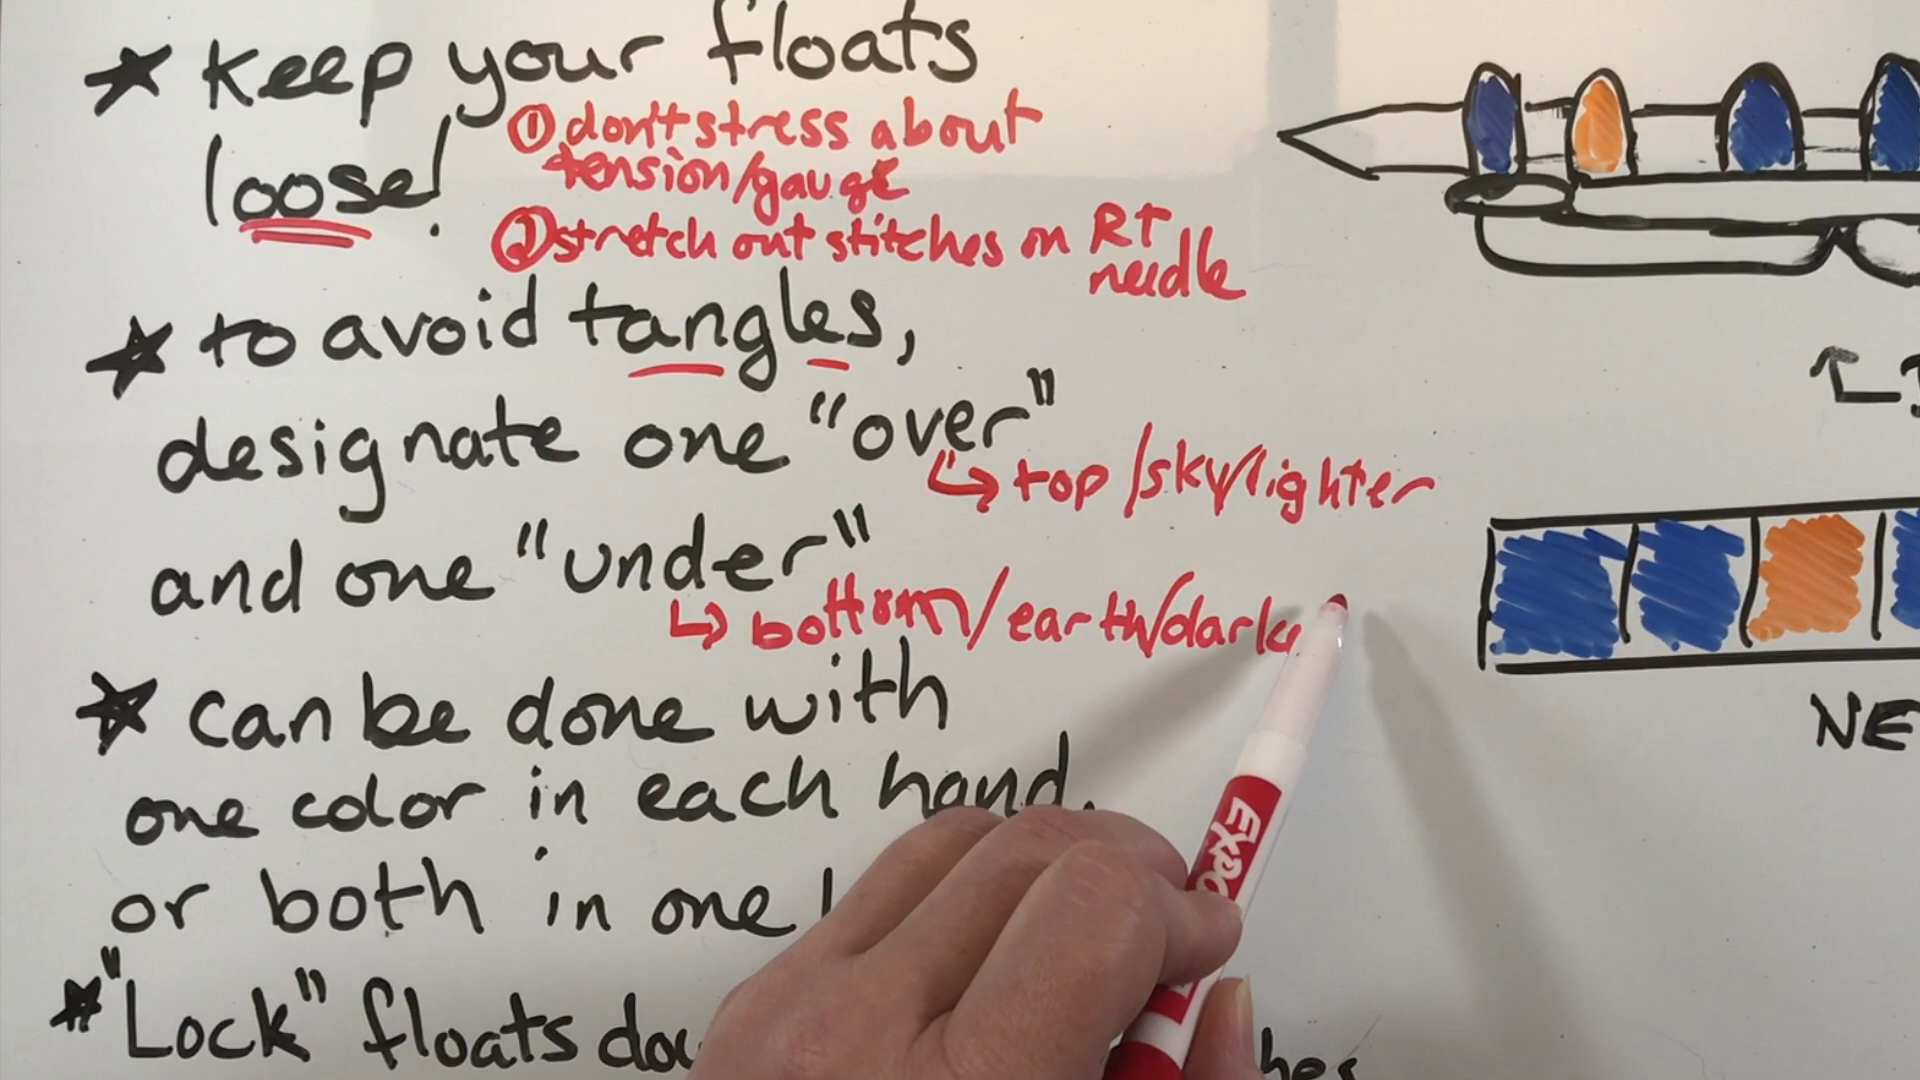 ★ keep your floats
loose!
① don't stress about
tension/gauge
② stretch out stitches on RT
needle
★ to avoid tangles,
designate one "over"
↳ top/sky/lighter
and one "under"
↳ bottom/earth/dark
★ can be done with
one color in each hand,
or both in one
★ "Lock" floats
NE
EXPO